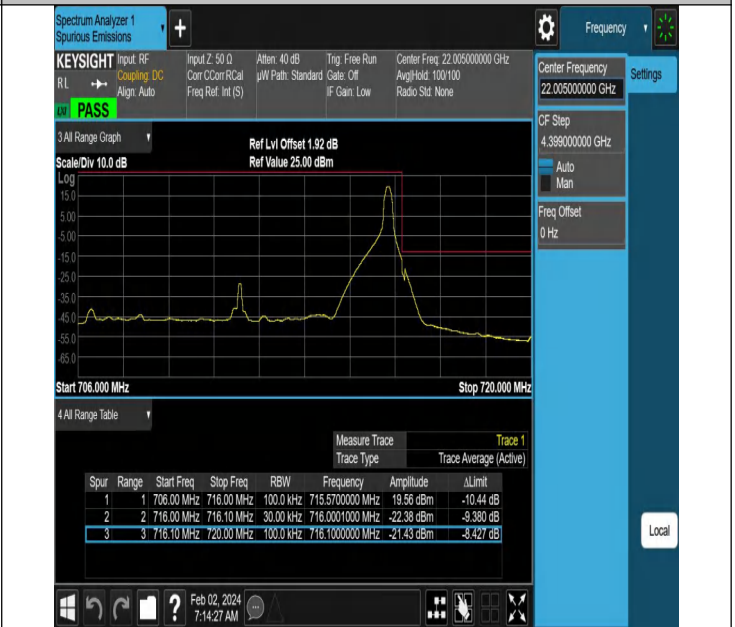 Spectrum Analyzer 1
Spurious Emissions
+
Frequency
KEYSIGHT Input: RF Input Z: 50 Ω Atten: 40 dB Trig: Free Run Center Freq: 22.005000000 GHz
RL Coupling: DC Corr CCorr RCal µW Path: Standard Gate: Off Avg|Hold: 100/100
Align: Auto Freq Ref: Int (S) IF Gain: Low Radio Std: None
LXI PASS
Center Frequency
22.005000000 GHz
Settings
CF Step
4.399000000 GHz
Auto
Man
Freq Offset
0 Hz
3 All Range Graph
Ref Lvl Offset 1.92 dB
Scale/Div 10.0 dB Ref Value 25.00 dBm
Log
15.0
5.00
-5.00
-15.0
-25.0
-35.0
-45.0
-55.0
-65.0
Start 706.000 MHz Stop 720.000 MHz
4 All Range Table
Measure Trace Trace 1
Trace Type Trace Average (Active)
Spur Range Start Freq Stop Freq RBW Frequency Amplitude ΔLimit
1 1 706.00 MHz 716.00 MHz 100.0 kHz 715.5700000 MHz 19.56 dBm -10.44 dB
2 2 716.00 MHz 716.10 MHz 30.00 kHz 716.0001000 MHz -22.38 dBm -9.380 dB
3 3 716.10 MHz 720.00 MHz 100.0 kHz 716.1000000 MHz -21.43 dBm -8.427 dB
Local
? Feb 02, 2024
7:14:27 AM